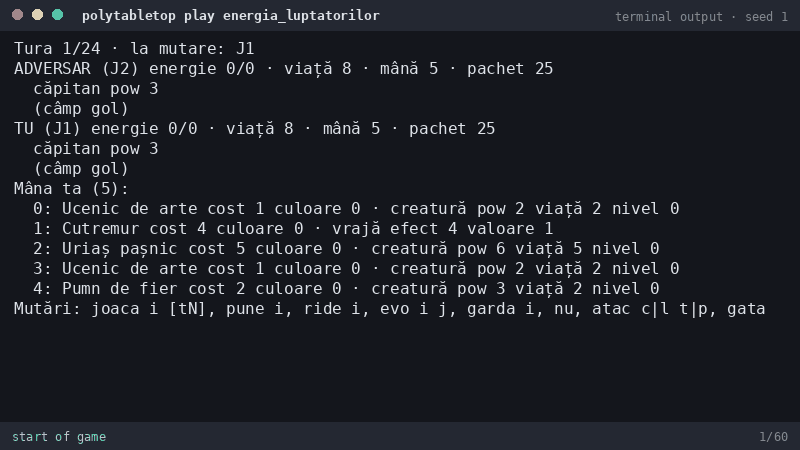 polytabletop play energia_luptatorilor
terminal output · seed 1
Tura 1/24 · la mutare: J1
ADVERSAR (J2) energie 0/0 · viață 8 · mână 5 · pachet 25
căpitan pow 3
(câmp gol)
TU (J1) energie 0/0 · viață 8 · mână 5 · pachet 25
căpitan pow 3
(câmp gol)
Mâna ta (5):
0: Ucenic de arte cost 1 culoare 0 · creatură pow 2 viață 2 nivel 0
1: Cutremur cost 4 culoare 0 · vrajă efect 4 valoare 1
2: Uriaș pașnic cost 5 culoare 0 · creatură pow 6 viață 5 nivel 0
3: Ucenic de arte cost 1 culoare 0 · creatură pow 2 viață 2 nivel 0
4: Pumn de fier cost 2 culoare 0 · creatură pow 3 viață 2 nivel 0
Mutări: joaca i [tN], pune i, ride i, evo i j, garda i, nu, atac c|l t|p, gata
start of game
1/60